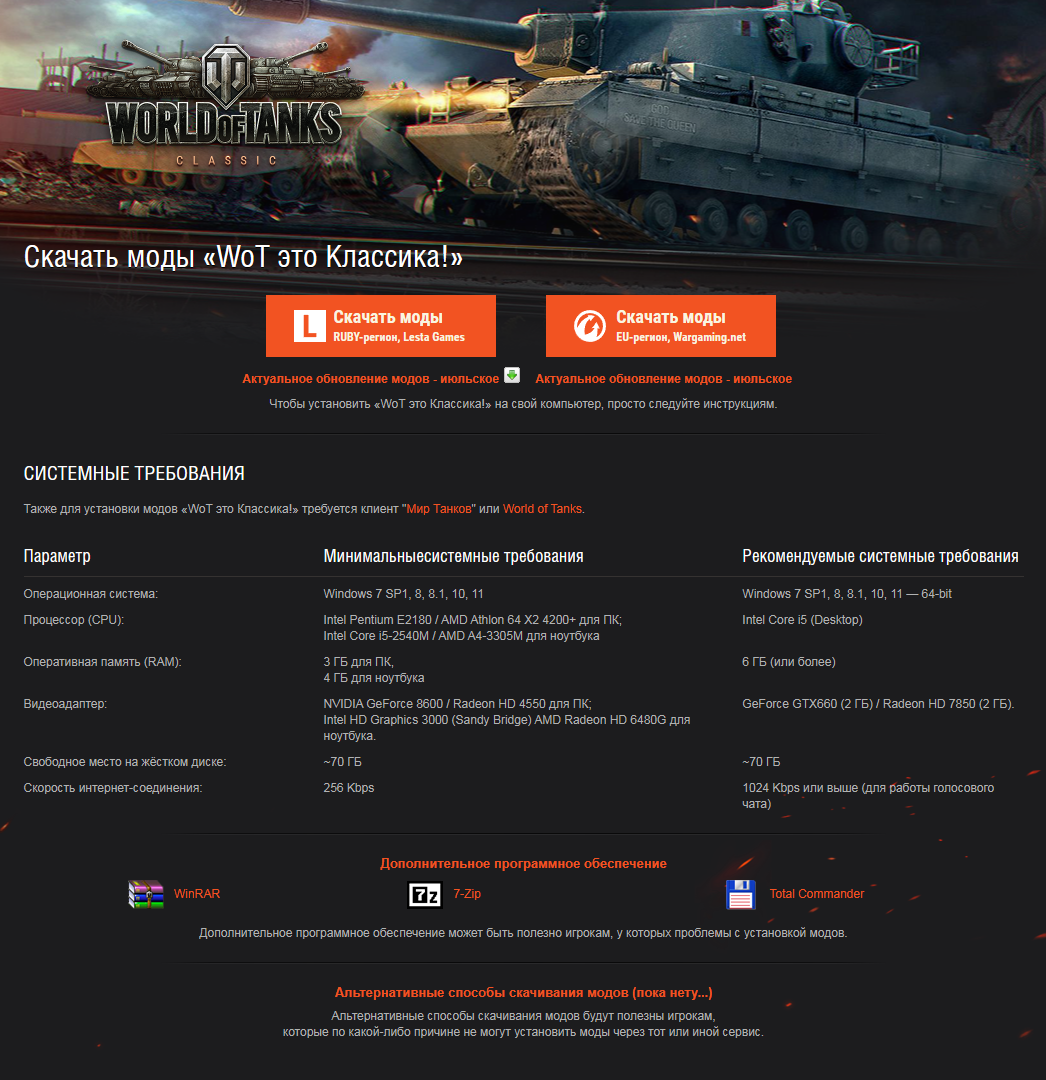 GOD
SAVE THE QUEEN
WORLD OF TANKS
CLASSIC
Скачать моды «WoT это Классика!»
L Скачать моды
RUBY-регион, Lesta Games
Скачать моды
EU-регион, Wargaming.net
Актуальное обновление модов - июльское
Актуальное обновление модов - июльское
Чтобы установить «WoT это Классика!» на свой компьютер, просто следуйте инструкциям.
СИСТЕМНЫЕ ТРЕБОВАНИЯ
Также для установки модов «WoT это Классика!» требуется клиент "Мир Танков" или World of Tanks.
Параметр Минимальныесистемные требования Рекомендуемые системные требования
Операционная система: Windows 7 SP1, 8, 8.1, 10, 11 Windows 7 SP1, 8, 8.1, 10, 11 — 64-bit
Процессор (CPU): Intel Pentium E2180 / AMD Athlon 64 X2 4200+ для ПК; Intel Core i5 (Desktop)
Intel Core i5-2540M / AMD A4-3305M для ноутбука
Оперативная память (RAM): 3 ГБ для ПК, 6 ГБ (или более)
4 ГБ для ноутбука
Видеоадаптер: NVIDIA GeForce 8600 / Radeon HD 4550 для ПК; GeForce GTX660 (2 ГБ) / Radeon HD 7850 (2 ГБ).
Intel HD Graphics 3000 (Sandy Bridge) AMD Radeon HD 6480G для
ноутбука.
Свободное место на жёстком диске: ~70 ГБ ~70 ГБ
Скорость интернет-соединения: 256 Kbps 1024 Kbps или выше (для работы голосового
чата)
Дополнительное программное обеспечение
WinRAR 7z 7-Zip Total Commander
Дополнительное программное обеспечение может быть полезно игрокам, у которых проблемы с установкой модов.
Альтернативные способы скачивания модов (пока нету...)
Альтернативные способы скачивания модов будут полезны игрокам,
которые по какой-либо причине не могут установить моды через тот или иной сервис.